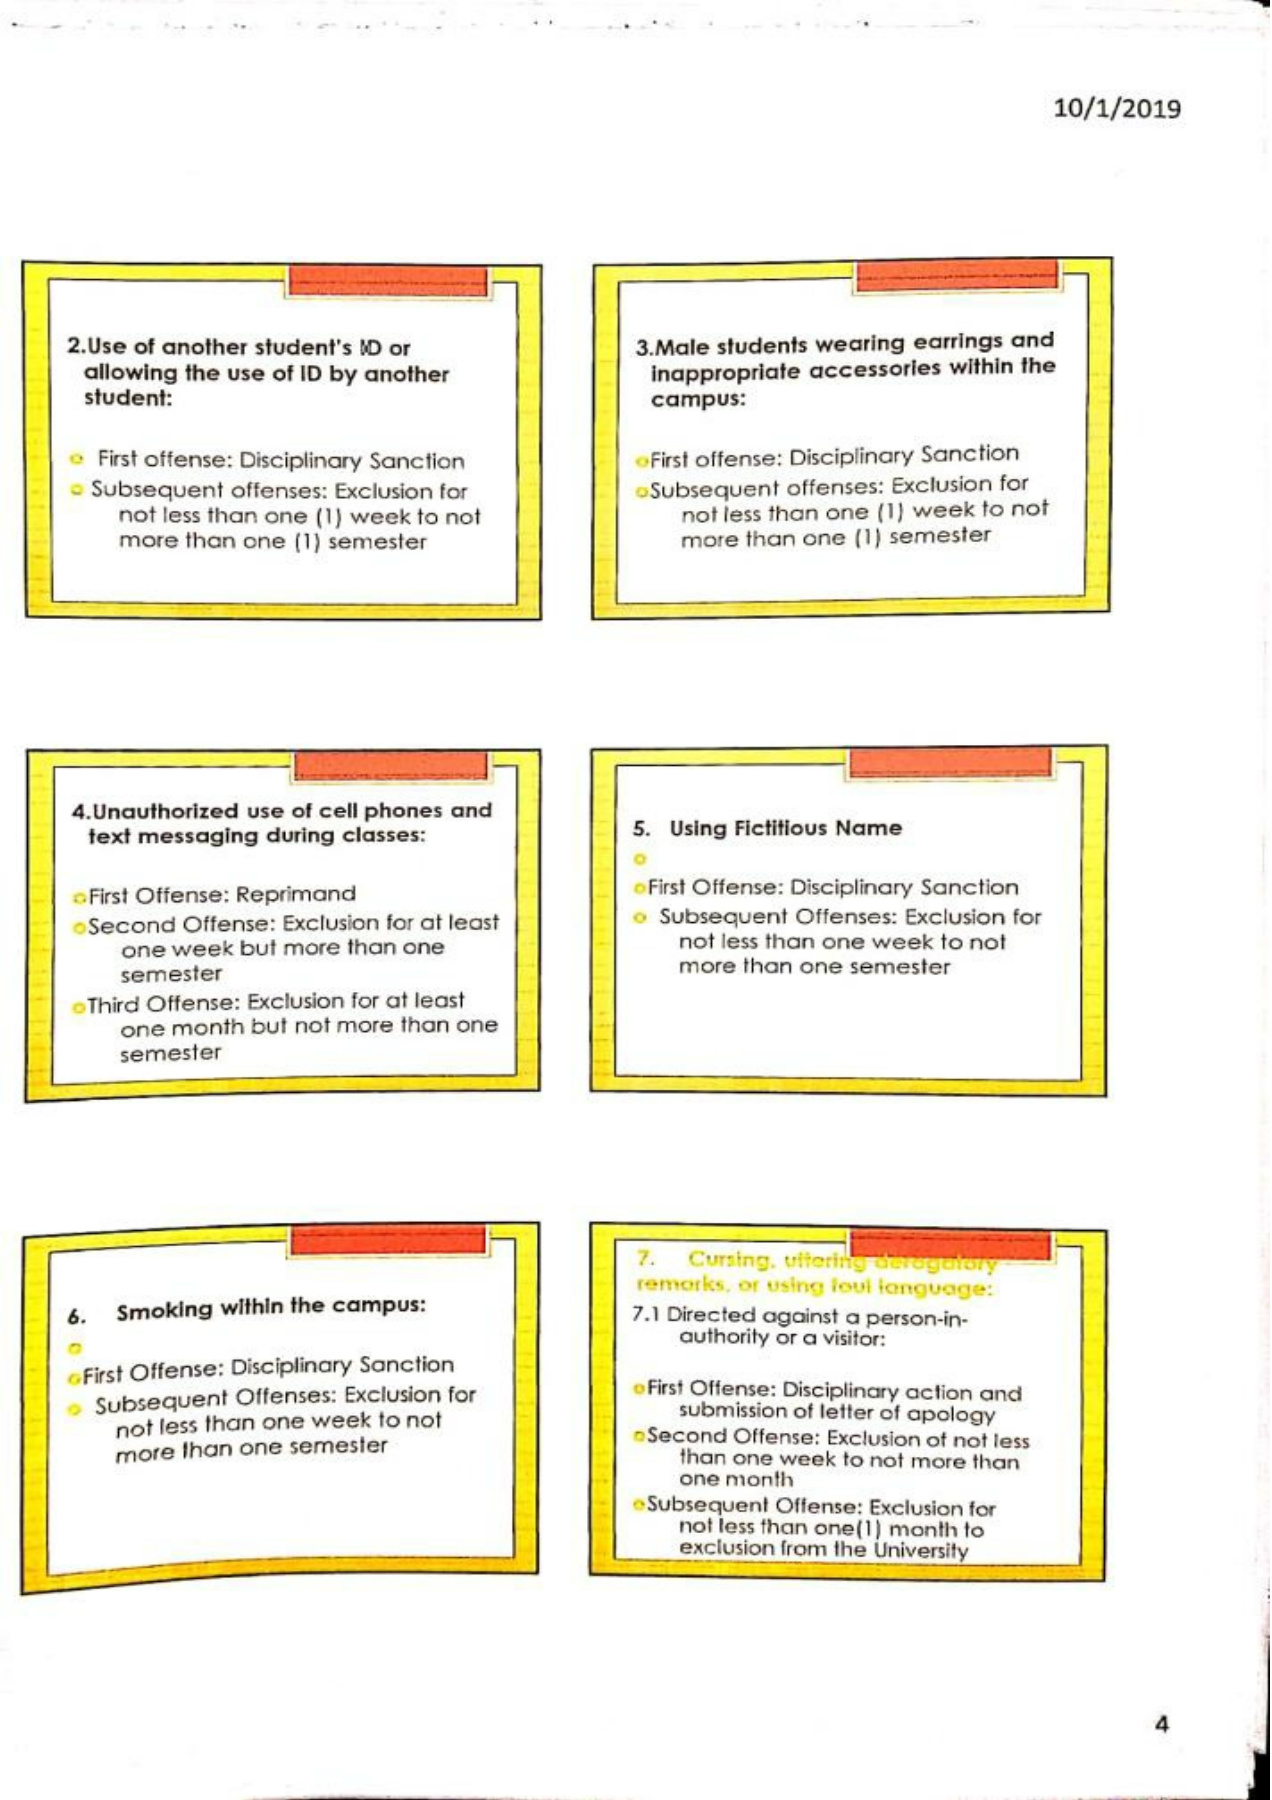 10/1/2019
2.Use of another student's ID or
allowing the use of ID by another
student:
First offense: Disciplinary Sanction
Subsequent offenses: Exclusion for
not less than one (1) week to not
more than one (1) semester
3.Male students wearing earrings and
inappropriate accessories within the
campus:
First offense: Disciplinary Sanction
Subsequent offenses: Exclusion for
not less than one (1) week to not
more than one (1) semester
4.Unauthorized use of cell phones and
text messaging during classes:
First Offense: Reprimand
Second Offense: Exclusion for at least
one week but more than one
semester
Third Offense: Exclusion for at least
one month but not more than one
semester
5. Using Fictitious Name
First Offense: Disciplinary Sanction
Subsequent Offenses: Exclusion for
not less than one week to not
more than one semester
6. Smoking within the campus:
First Offense: Disciplinary Sanction
Subsequent Offenses: Exclusion for
not less than one week to not
more than one semester
7. Cursing, uttering derogatory
remarks, or using foul language:
7.1 Directed against a person-in-
authority or a visitor:
First Offense: Disciplinary action and
submission of letter of apology
Second Offense: Exclusion of not less
than one week to not more than
one month
Subsequent Offense: Exclusion for
not less than one(1) month to
exclusion from the University
4